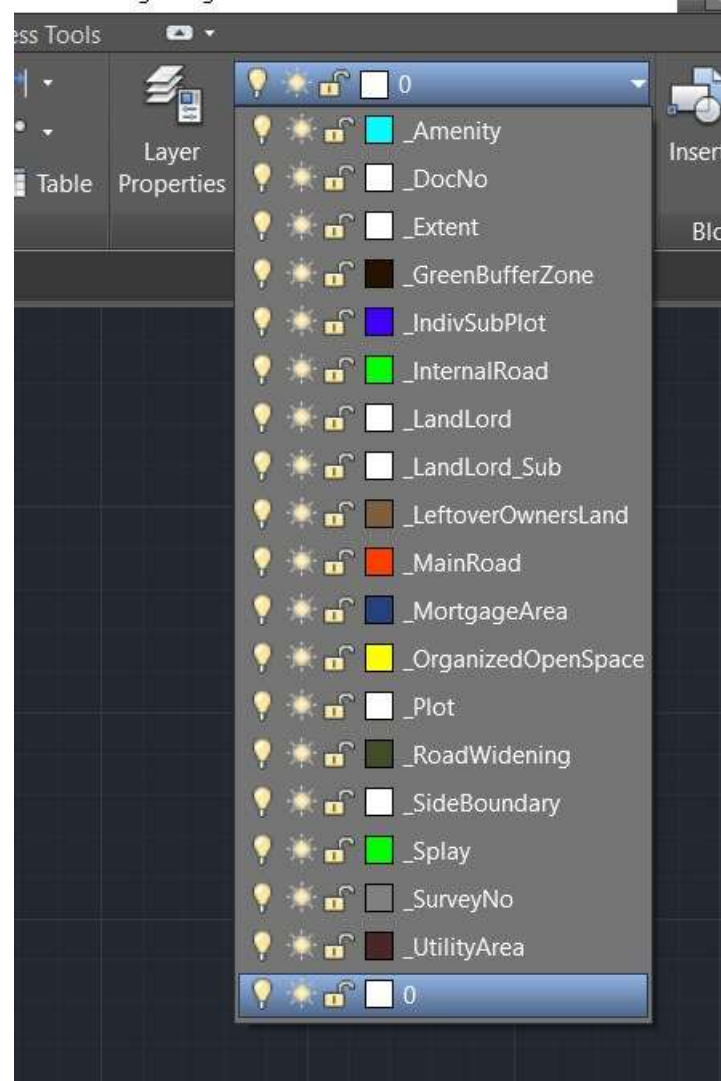 ess Tools
0
Layer
Properties
Table
Insert
Blo
_Amenity
_DocNo
_Extent
_GreenBufferZone
_IndivSubPlot
_InternalRoad
_LandLord
_LandLord_Sub
_LeftoverOwnersLand
_MainRoad
_MortgageArea
_OrganizedOpenSpace
_Plot
_RoadWidening
_SideBoundary
_Splay
_SurveyNo
_UtilityArea
0